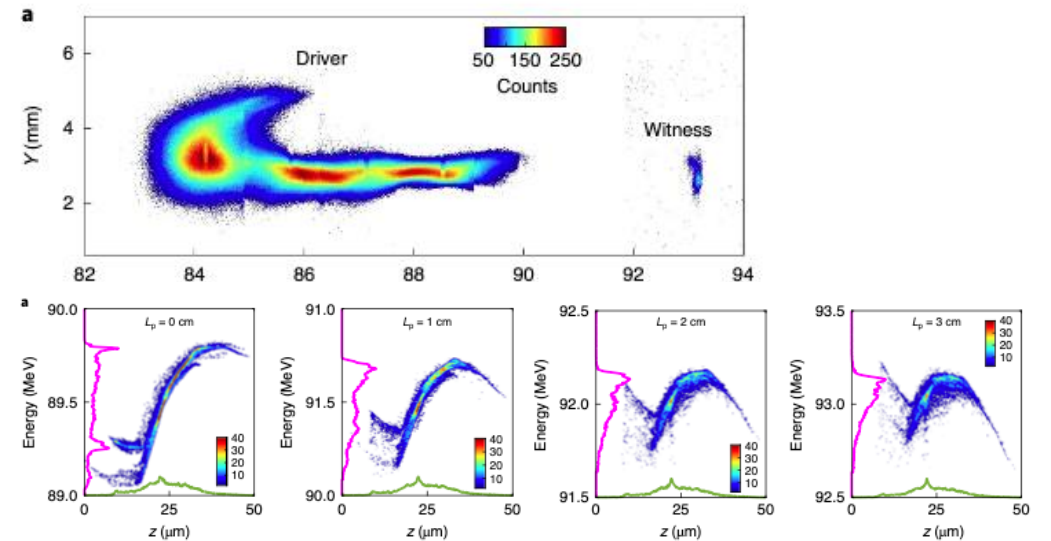 a
Driver
50 150 250
Counts
Witness
Y (mm)
6
4
2
82 84 86 88 90 92 94
a
Energy (MeV)
90.0
89.5
89.0
Lp = 0 cm
40
30
20
10
0 25 50
z (μm)
Energy (MeV)
91.0
91.5
90.0
Lp = 1 cm
40
30
20
10
0 25 50
z (μm)
Energy (MeV)
92.5
92.0
91.5
Lp = 2 cm
40
30
20
10
0 25 50
z (μm)
Energy (MeV)
93.5
93.0
92.5
Lp = 3 cm
40
30
20
10
0 25 50
z (μm)